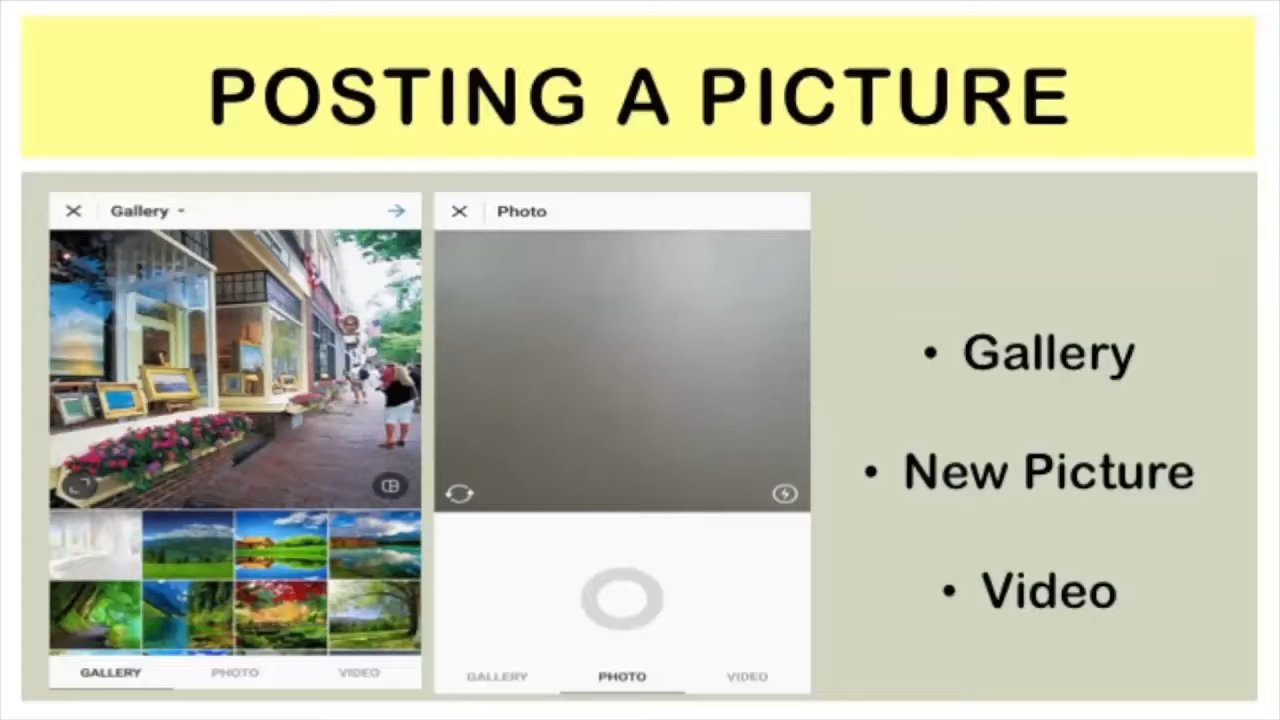 POSTING A PICTURE
Gallery
Photo
GALLERY PHOTO VIDEO
GALLERY PHOTO VIDEO
• Gallery
• New Picture
• Video